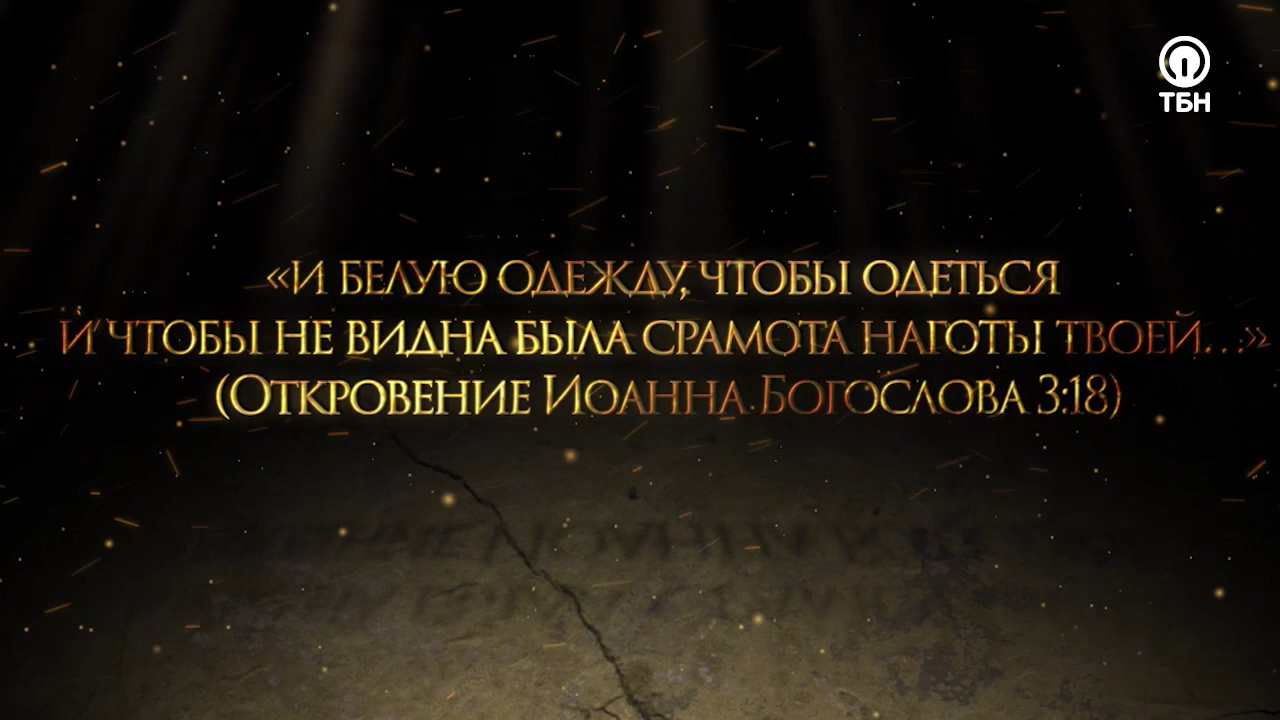 ТБН
«И БЕЛУЮ ОДЕЖДУ, ЧТОБЫ ОДЕТЬСЯ
И ЧТОБЫ НЕ ВИДНА БЫЛА СРАМОТА НАГОТЫ ТВОЕЙ...»
(ОТКРОВЕНИЕ ИОАННА БОГОСЛОВА 3:18)